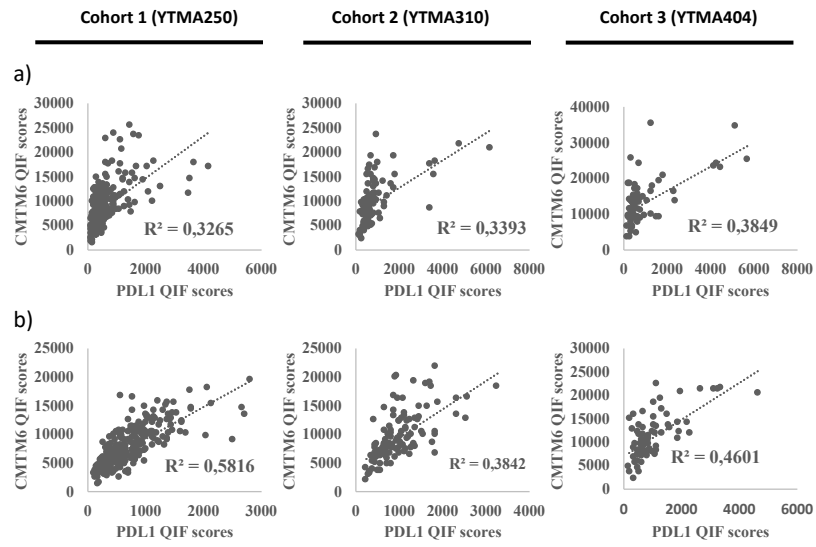 Cohort 1 (YTMA250)
Cohort 2 (YTMA310)
Cohort 3 (YTMA404)
a)
CMTM6 QIF scores
30000
25000
20000
15000
10000
5000
0
R² = 0,3265
0 2000 4000 6000
PDL1 QIF scores
CMTM6 QIF scores
30000
25000
20000
15000
10000
5000
0
R² = 0,3393
0 2000 4000 6000 8000
PDL1 QIF scores
CMTM6 QIF scores
40000
30000
20000
10000
0
R² = 0,3849
0 2000 4000 6000 8000
PDL1 QIF scores
b)
CMTM6 QIF scores
25000
20000
15000
10000
5000
0
R² = 0,5816
0 1000 2000 3000
PDL1 QIF scores
CMTM6 QIF scores
25000
20000
15000
10000
5000
0
R² = 0,3842
0 1000 2000 3000 4000
PDL1 QIF scores
CMTM6 QIF scores
30000
25000
20000
15000
10000
5000
0
R² = 0,4601
0 2000 4000 6000
PDL1 QIF scores